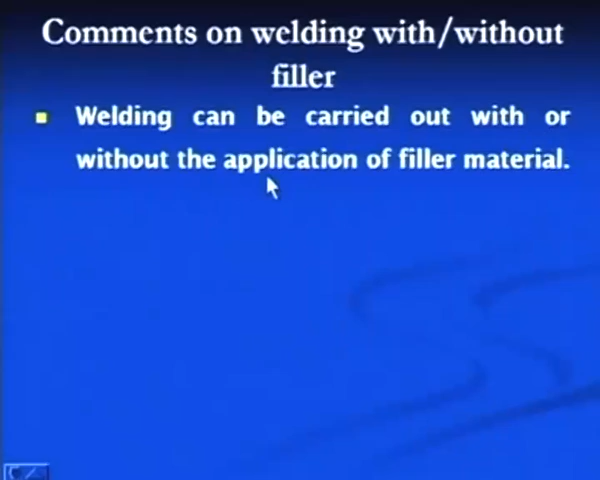 Comments on welding with/without
filler
Welding can be carried out with or
without the application of filler material.